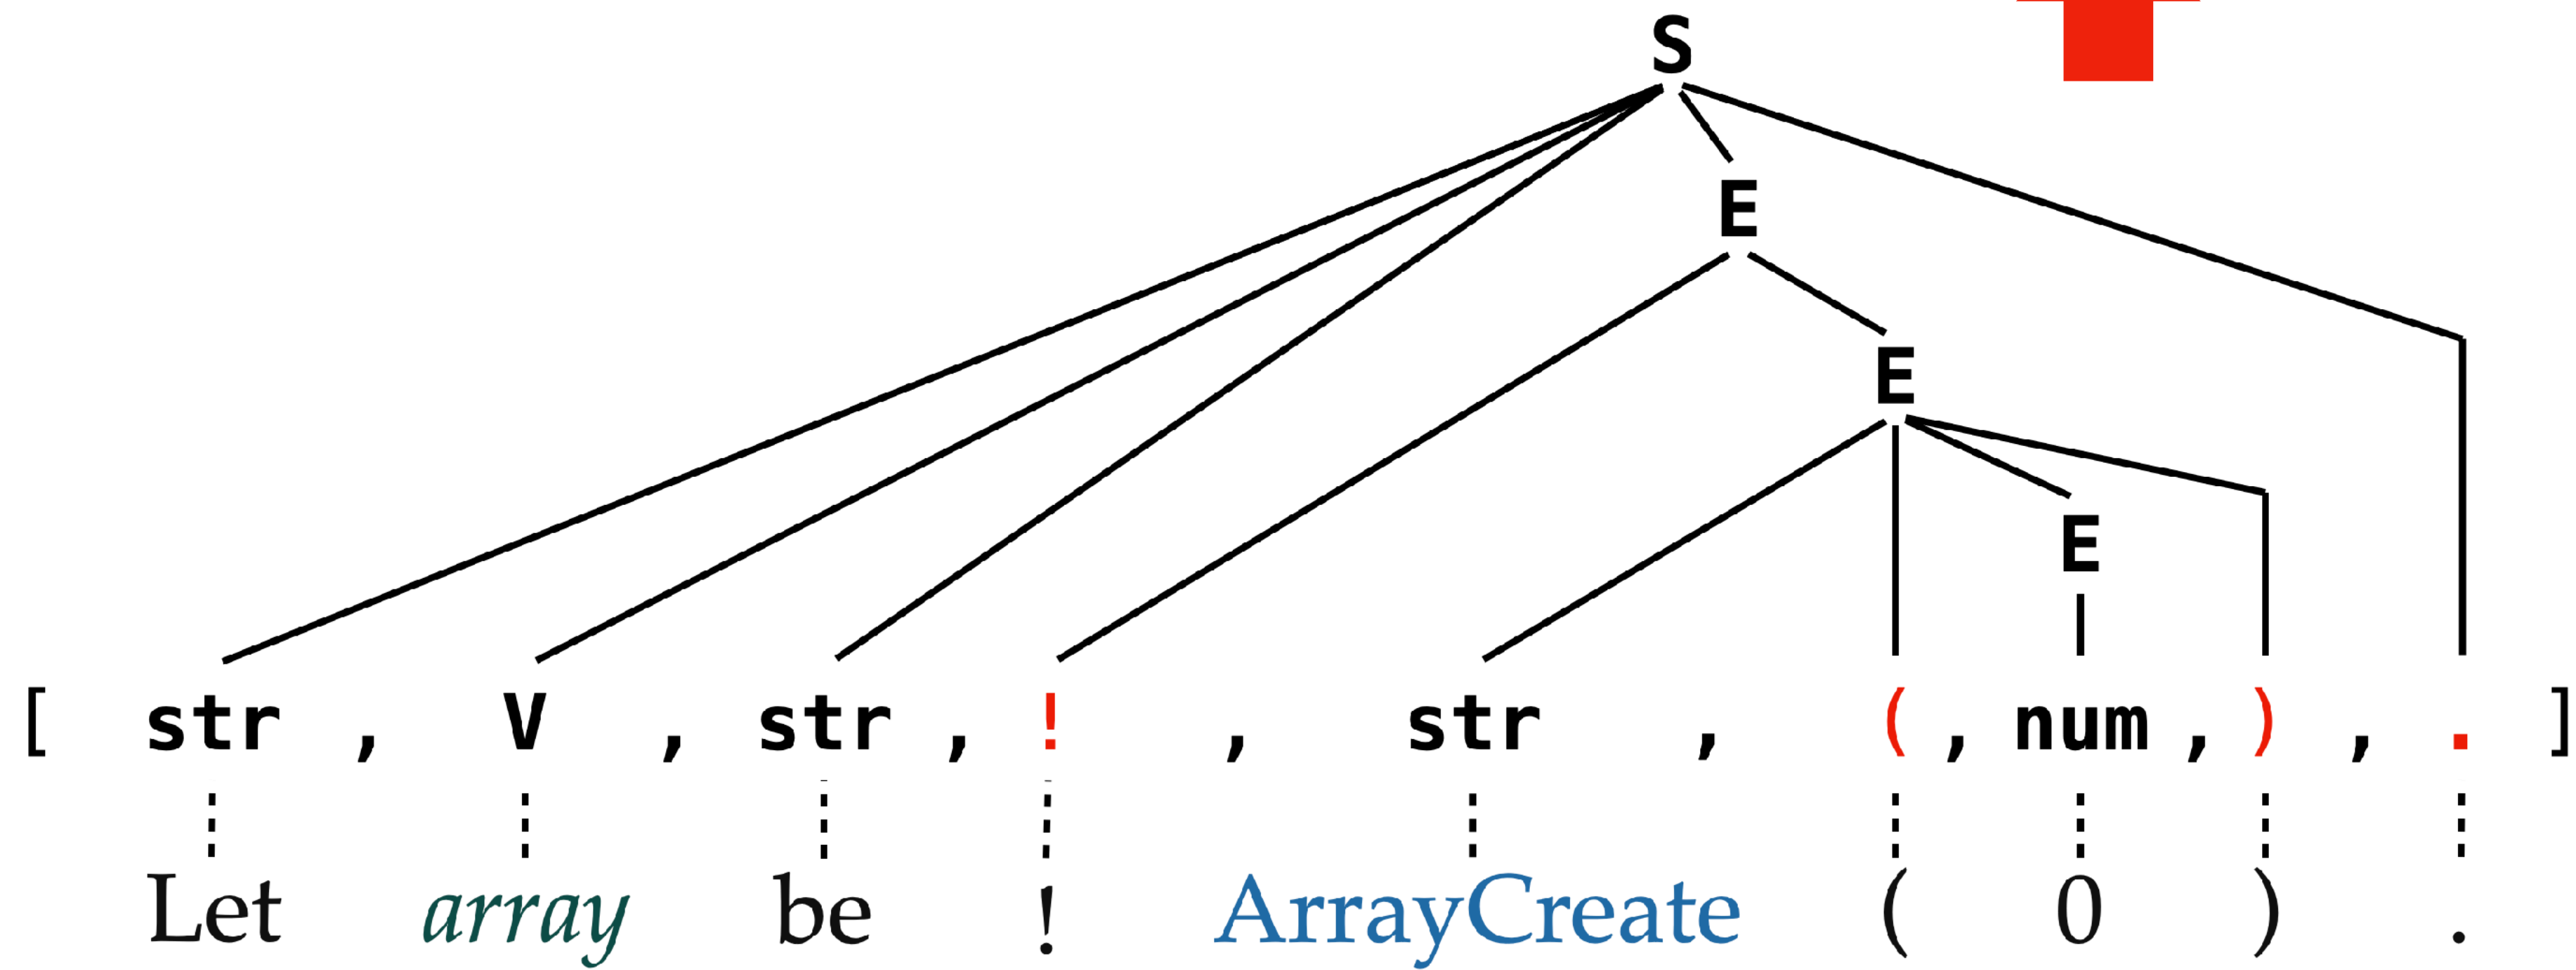 S
E
E
E
[ str , V , str , ! , str , ( , num , ) , . ]
Let array be ! ArrayCreate ( 0 ) .